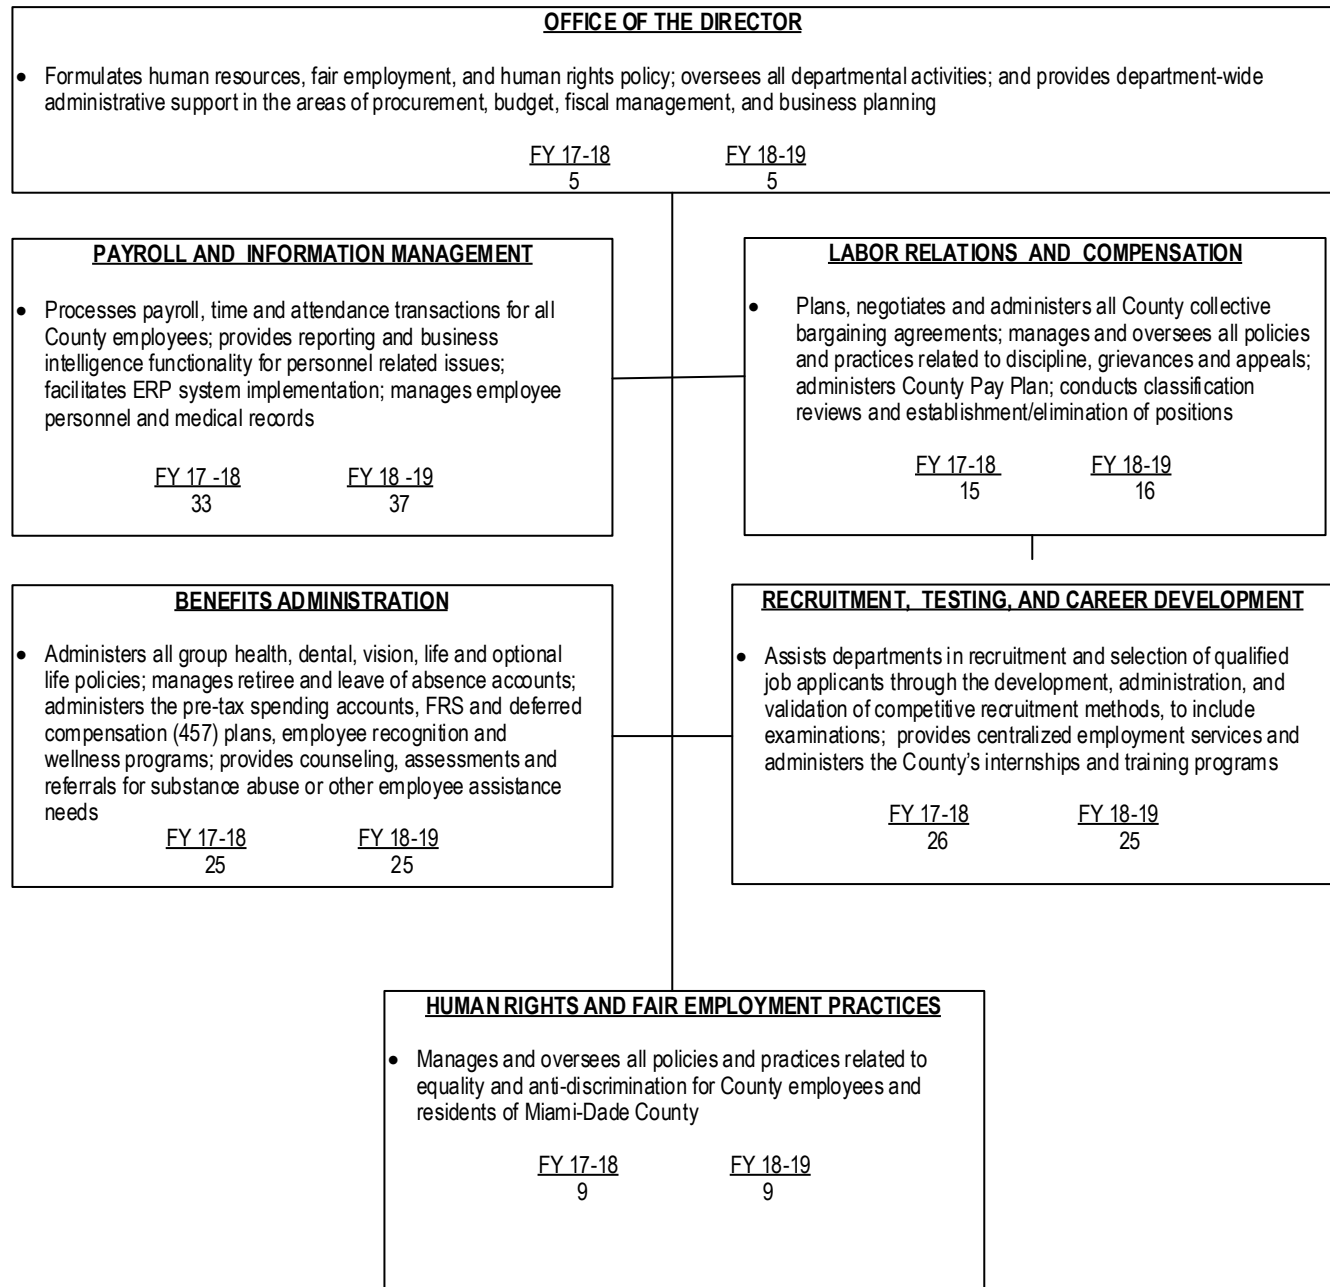 OFFICE OF THE DIRECTOR
• Formulates human resources, fair employment, and human rights policy; oversees all departmental activities; and provides department-wide
administrative support in the areas of procurement, budget, fiscal management, and business planning
FY 17-18 FY 18-19
5 5
PAYROLL AND INFORMATION MANAGEMENT
• Processes payroll, time and attendance transactions for all
County employees; provides reporting and business
intelligence functionality for personnel related issues;
facilitates ERP system implementation; manages employee
personnel and medical records
FY 17 -18 FY 18 -19
33 37
LABOR RELATIONS AND COMPENSATION
• Plans, negotiates and administers all County collective
bargaining agreements; manages and oversees all policies
and practices related to discipline, grievances and appeals;
administers County Pay Plan; conducts classification
reviews and establishment/elimination of positions
FY 17-18 FY 18-19
15 16
BENEFITS ADMINISTRATION
• Administers all group health, dental, vision, life and optional
life policies; manages retiree and leave of absence accounts;
administers the pre-tax spending accounts, FRS and deferred
compensation (457) plans, employee recognition and
wellness programs; provides counseling, assessments and
referrals for substance abuse or other employee assistance
needs
FY 17-18 FY 18-19
25 25
RECRUITMENT, TESTING, AND CAREER DEVELOPMENT
• Assists departments in recruitment and selection of qualified
job applicants through the development, administration, and
validation of competitive recruitment methods, to include
examinations; provides centralized employment services and
administers the County's internships and training programs
FY 17-18 FY 18-19
26 25
HUMAN RIGHTS AND FAIR EMPLOYMENT PRACTICES
• Manages and oversees all policies and practices related to
equality and anti-discrimination for County employees and
residents of Miami-Dade County
FY 17-18 FY 18-19
9 9